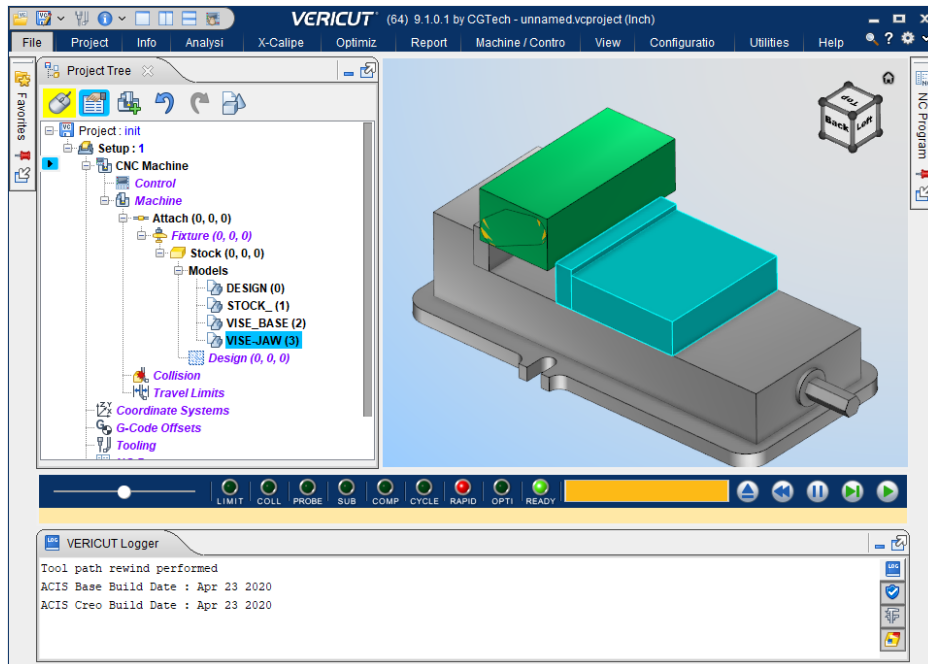 VERICUT (64) 9.1.0.1 by CGTech - unnamed.vcproject (Inch)
File Project Info Analysi X-Calipe Optimiz Report Machine / Contro View Configuratio Utilities Help
Favorites
Project Tree
NC Program
Project : init
Setup : 1
CNC Machine
Control
Machine
Attach (0, 0, 0)
Fixture (0, 0, 0)
Stock (0, 0, 0)
Models
DESIGN (0)
STOCK_ (1)
VISE_BASE (2)
VISE-JAW (3)
Design (0, 0, 0)
Collision
Travel Limits
Coordinate Systems
G-Code Offsets
Tooling
Top
Back Left
LIMIT COLL PROBE SUB COMP CYCLE RAPID OPTI READY
LOG VERICUT Logger
Tool path rewind performed
ACIS Base Build Date : Apr 23 2020
ACIS Creo Build Date : Apr 23 2020
LOG